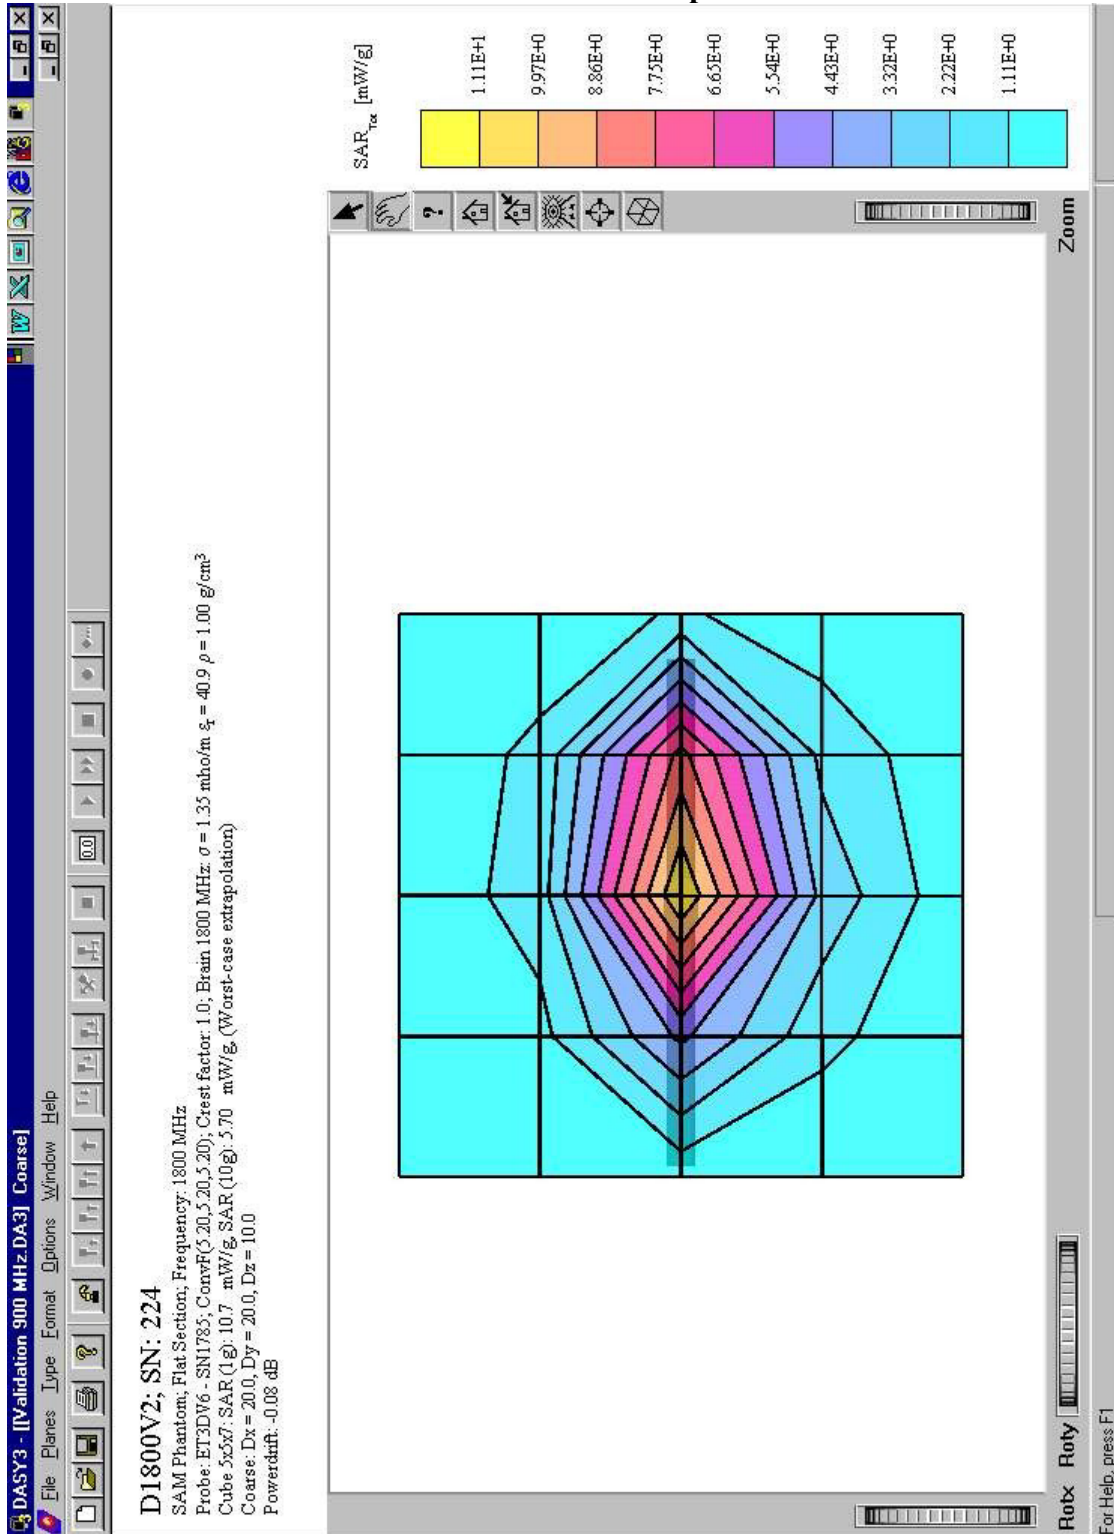 DASY3 - [[Validation 900 MHz.DA3]  Coarse]
File Planes Type Format Options Window Help
0.0
D1800V2; SN: 224
SAM Phantom; Flat Section; Frequency: 1800 MHz
Probe: ET3DV6 - SN1785; ConvF(5.20,5.20,5.20); Crest factor: 1.0; Brain 1800 MHz: σ = 1.35 mho/m εr = 40.9 ρ = 1.00 g/cm³
Cube 5x5x7: SAR (1g): 10.7 mW/g, SAR (10g): 5.70 mW/g, (Worst-case extrapolation)
Coarse: Dx = 20.0, Dy = 20.0, Dz = 10.0
Powerdrift: -0.08 dB
SARTot [mW/g]
1.11E+1
9.97E+0
8.86E+0
7.75E+0
6.65E+0
5.54E+0
4.43E+0
3.32E+0
2.22E+0
1.11E+0
Rotx Roty Zoom
For Help, press F1